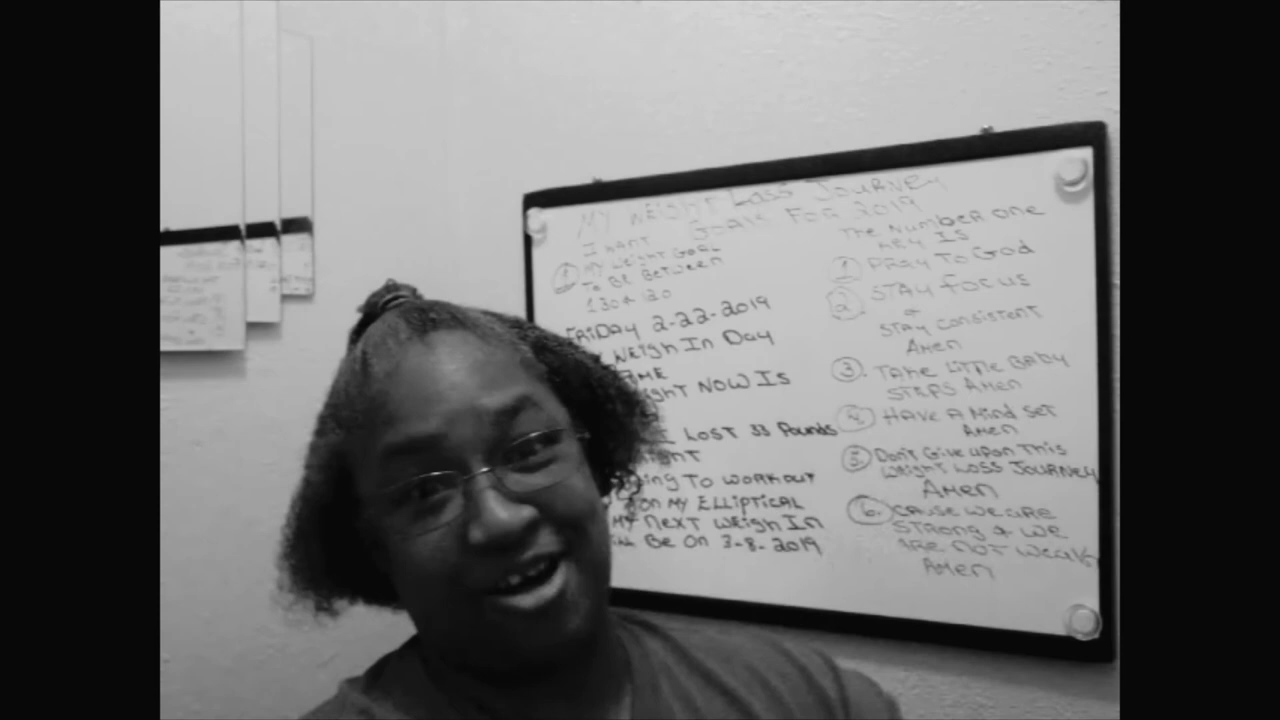 MY WEIGHT LOSS JOURNEY
GOALS FOR 2019
I WANT
① MY WEIGHT GOAL
TO BE BETWEEN
130 & 120
FRIDAY 2-22-2019
WEIGH IN DAY
NOW IS
LOST 33 POUNDS
TO WORKOUT
ON MY ELLIPTICAL
MY NEXT WEIGH IN
BE ON 3-8-2019
THE NUMBER ONE
KEY IS
① PRAY TO GOD
② STAY FOCUS
&
STAY CONSISTENT
AMEN
③. TAKE LITTLE BABY
STEPS AMEN
④ HAVE A MIND SET
AMEN
⑤ DON'T GIVE UPON THIS
WEIGHT LOSS JOURNEY
AMEN
⑥. CAUSE WE ARE
STRONG & WE
ARE NOT WEAK
AMEN